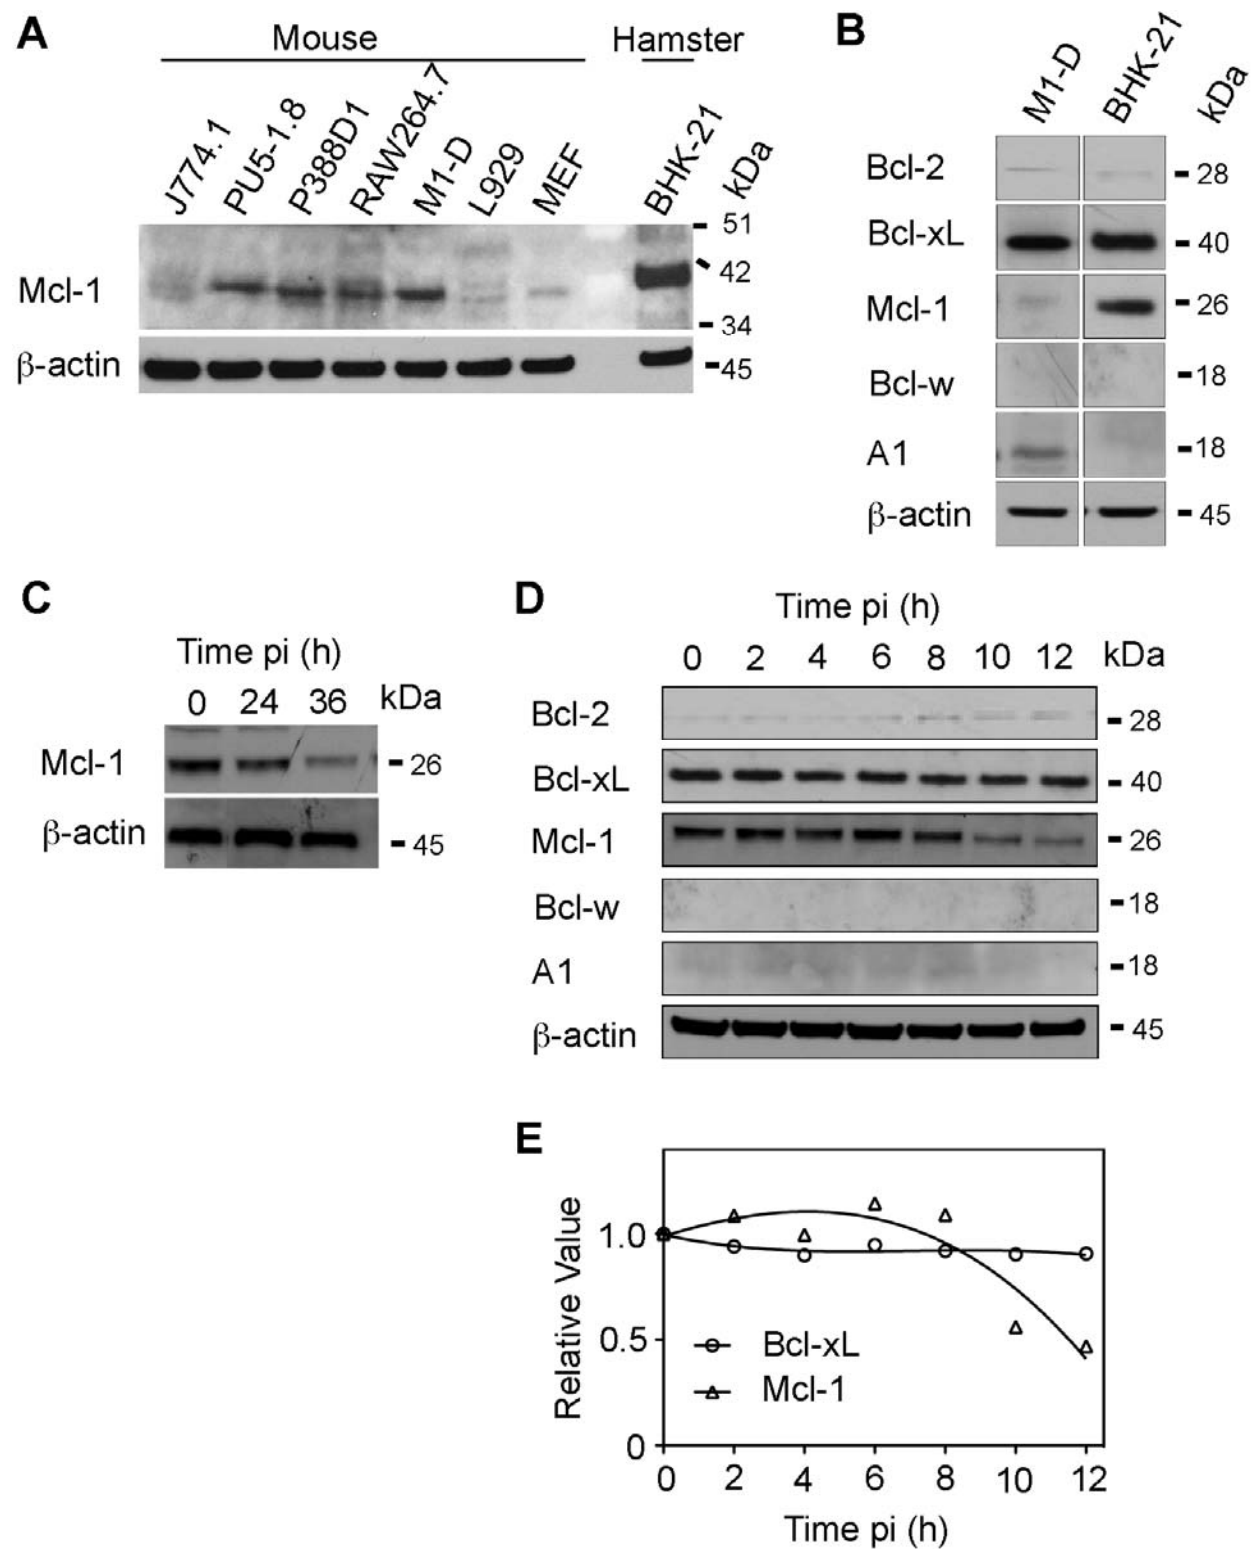 A
Mouse
Hamster
J774.1
PU5-1.8
P388D1
RAW264.7
M1-D
L929
MEF
BHK-21
kDa
51
42
Mcl-1
34
β-actin
45
B
M1-D
BHK-21
kDa
Bcl-2
28
Bcl-xL
40
Mcl-1
26
Bcl-w
18
A1
18
β-actin
45
C
Time pi (h)
0 24 36 kDa
Mcl-1
26
β-actin
45
D
Time pi (h)
0 2 4 6 8 10 12 kDa
Bcl-2
28
Bcl-xL
40
Mcl-1
26
Bcl-w
18
A1
18
β-actin
45
E
Relative Value
1.0
0.5
0
Bcl-xL
Mcl-1
0 2 4 6 8 10 12
Time pi (h)